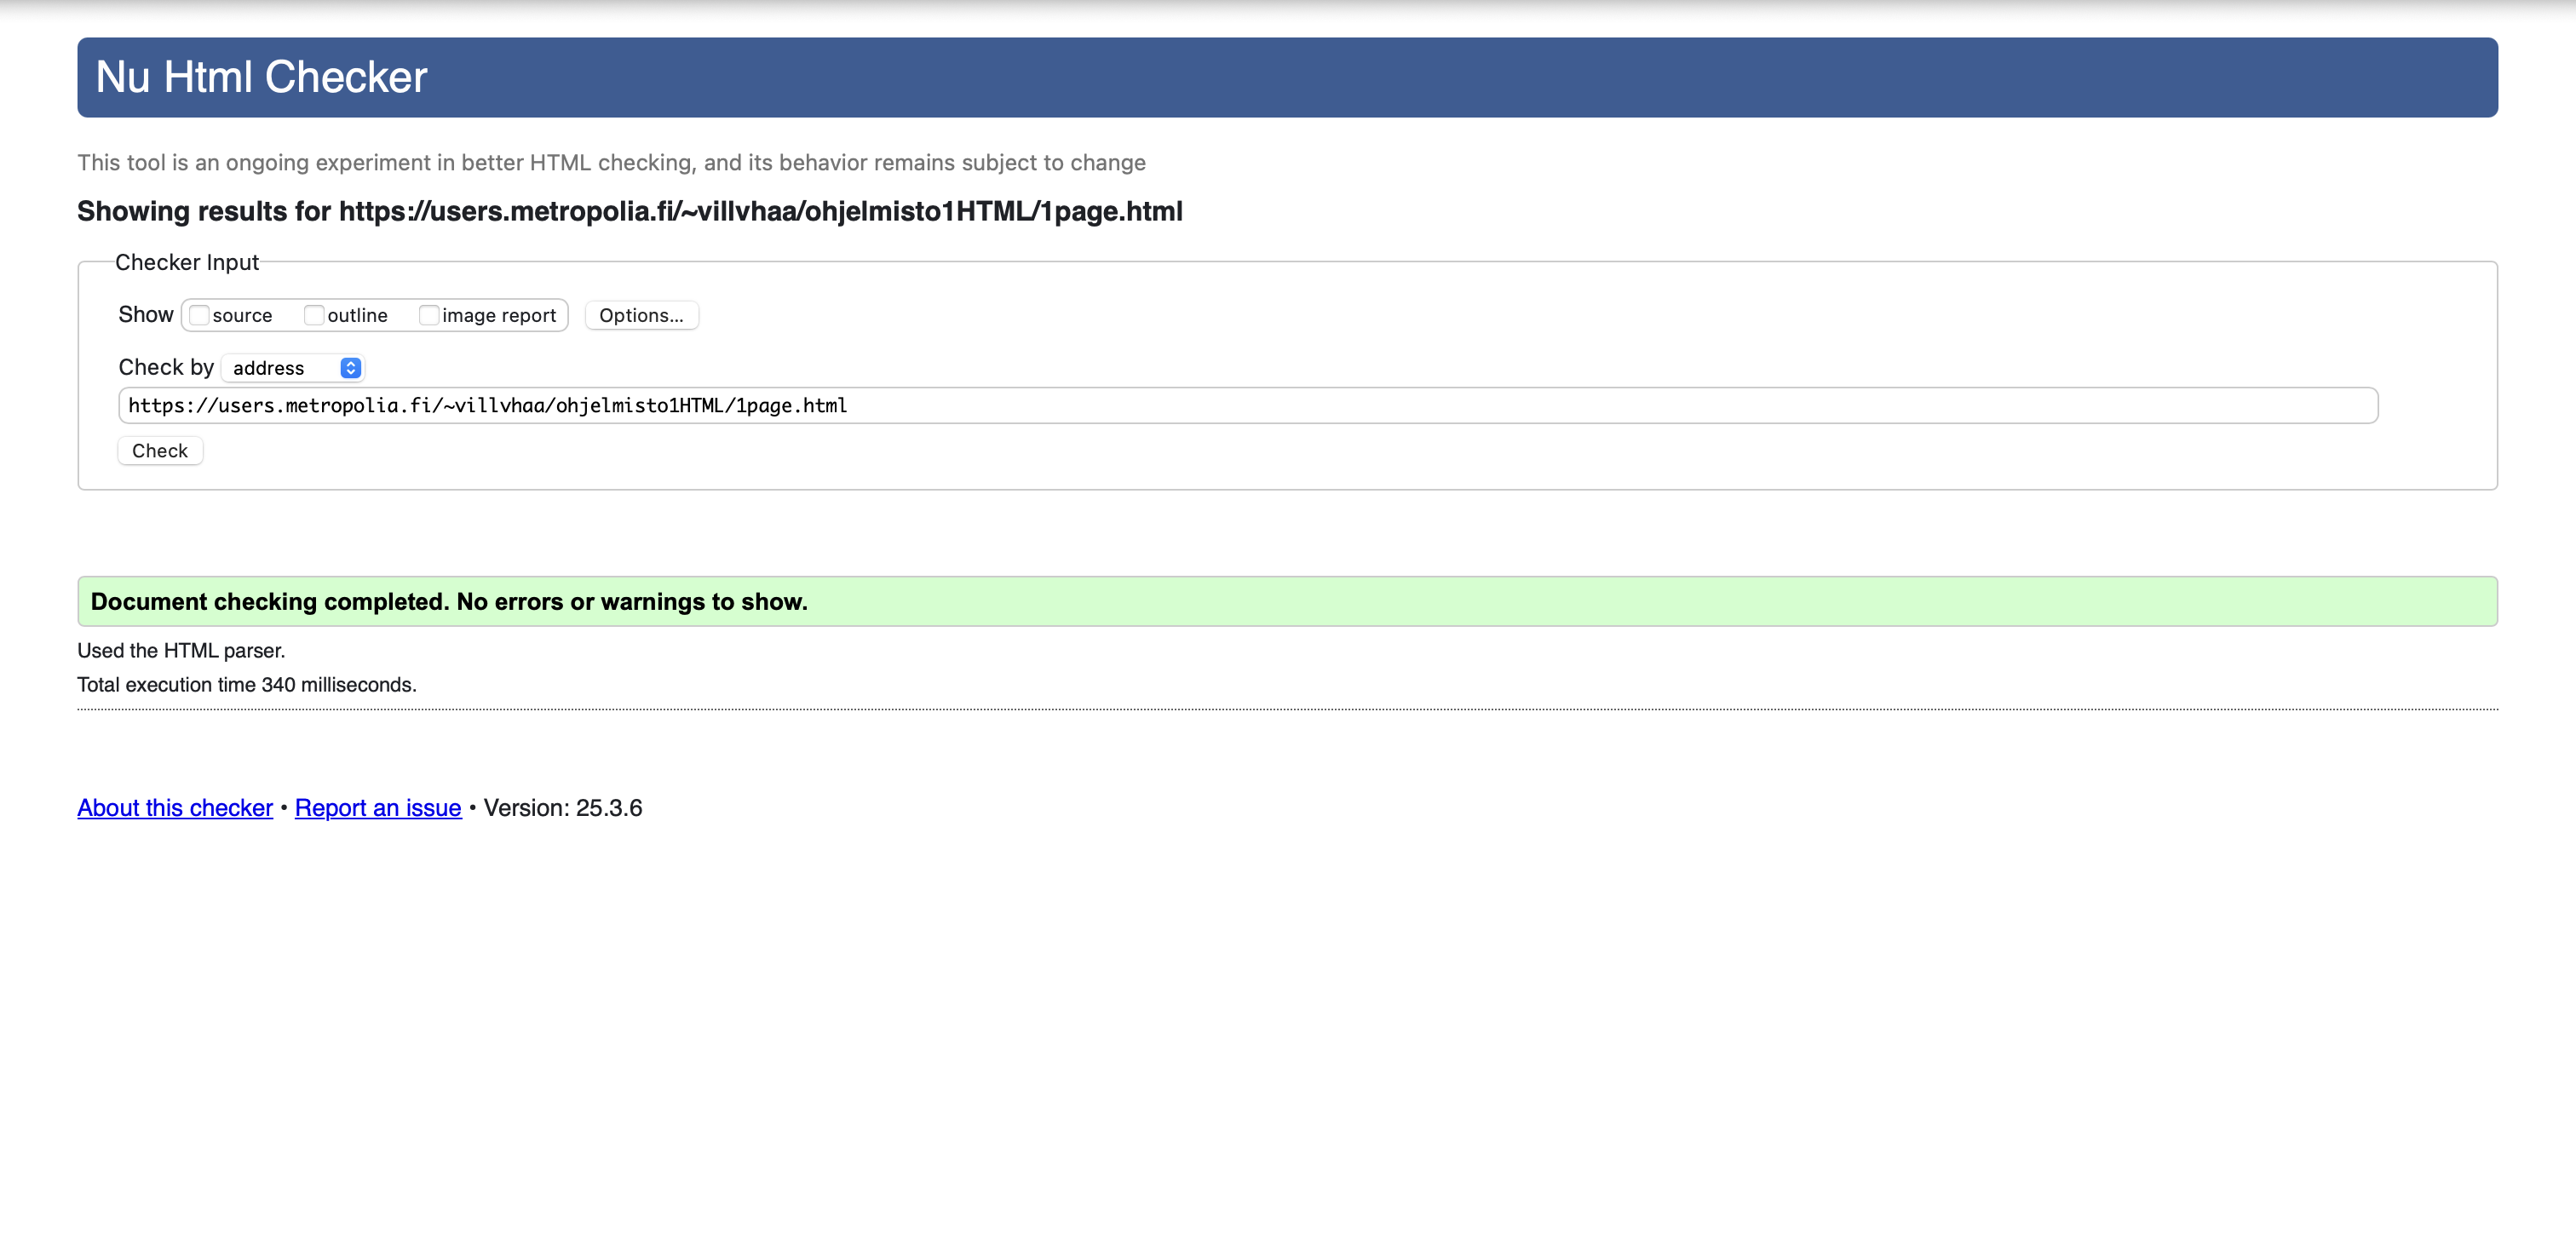 Nu Html Checker
This tool is an ongoing experiment in better HTML checking, and its behavior remains subject to change
Showing results for https://users.metropolia.fi/~villvhaa/ohjelmisto1HTML/1page.html
Checker Input
Show source outline image report Options...
Check by address
https://users.metropolia.fi/~villvhaa/ohjelmisto1HTML/1page.html
Check
Document checking completed. No errors or warnings to show.
Used the HTML parser.
Total execution time 340 milliseconds.
About this checker • Report an issue • Version: 25.3.6